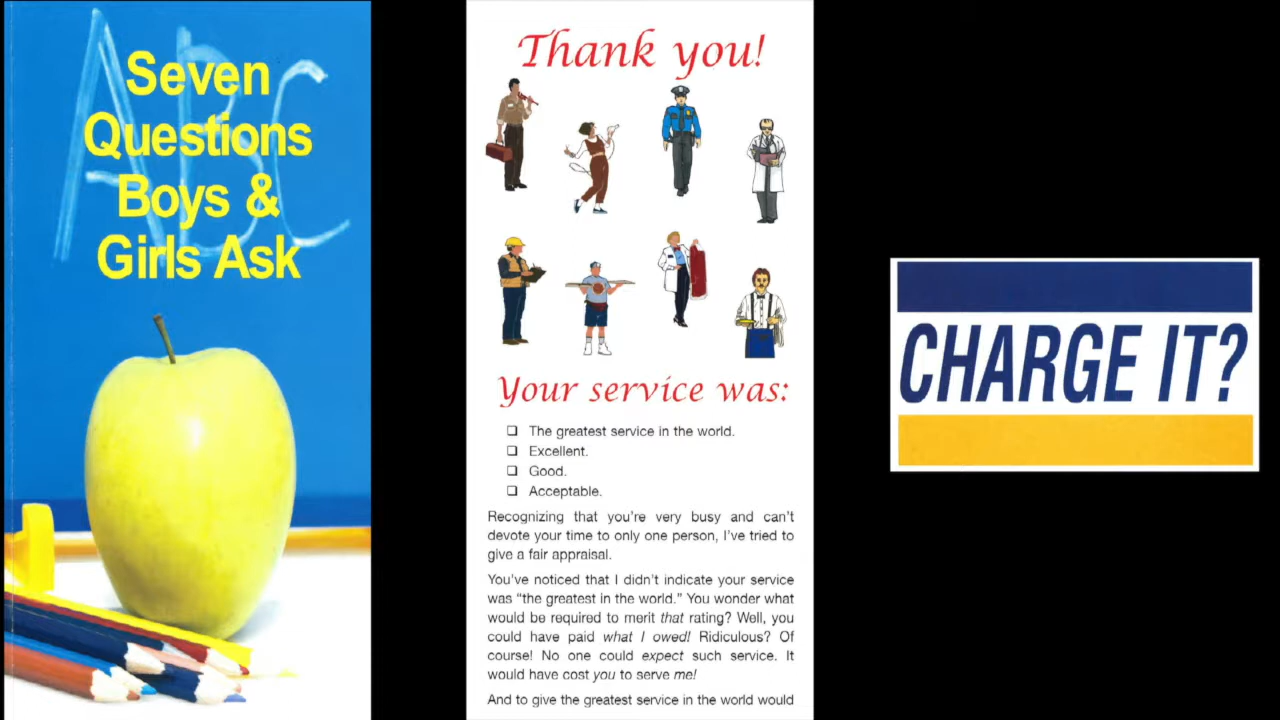 ABC
Seven
Questions
Boys &
Girls Ask
Thank you!
Your service was:
❑ The greatest service in the world.
❑ Excellent.
❑ Good.
❑ Acceptable.
Recognizing that you're very busy and can't
devote your time to only one person, I've tried to
give a fair appraisal.
You've noticed that I didn't indicate your service
was “the greatest in the world.” You wonder what
would be required to merit that rating? Well, you
could have paid what I owed! Ridiculous? Of
course! No one could expect such service. It
would have cost you to serve me!
And to give the greatest service in the world would
CHARGE IT?